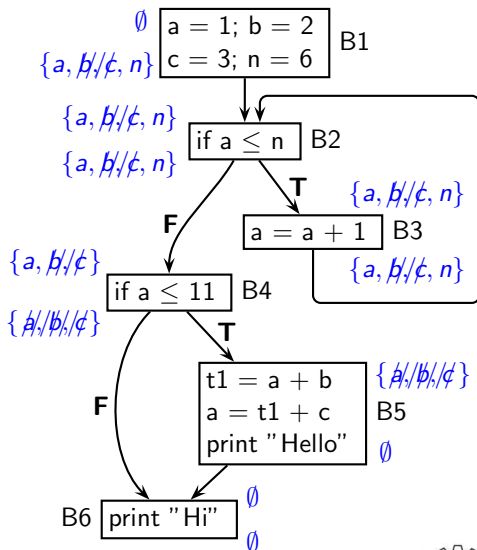 ∅
a = 1; b = 2
c = 3; n = 6
B1
{a, b, c, n}
{a, b, c, n}
if a ≤ n
B2
{a, b, c, n}
T
F
{a, b, c, n}
a = a + 1
B3
{a, b, c, n}
{a, b, c}
if a ≤ 11
B4
{a, b, c}
T
F
t1 = a + b
a = t1 + c
print "Hello"
{a, b, c}
B5
∅
B6
print "Hi"
∅
∅